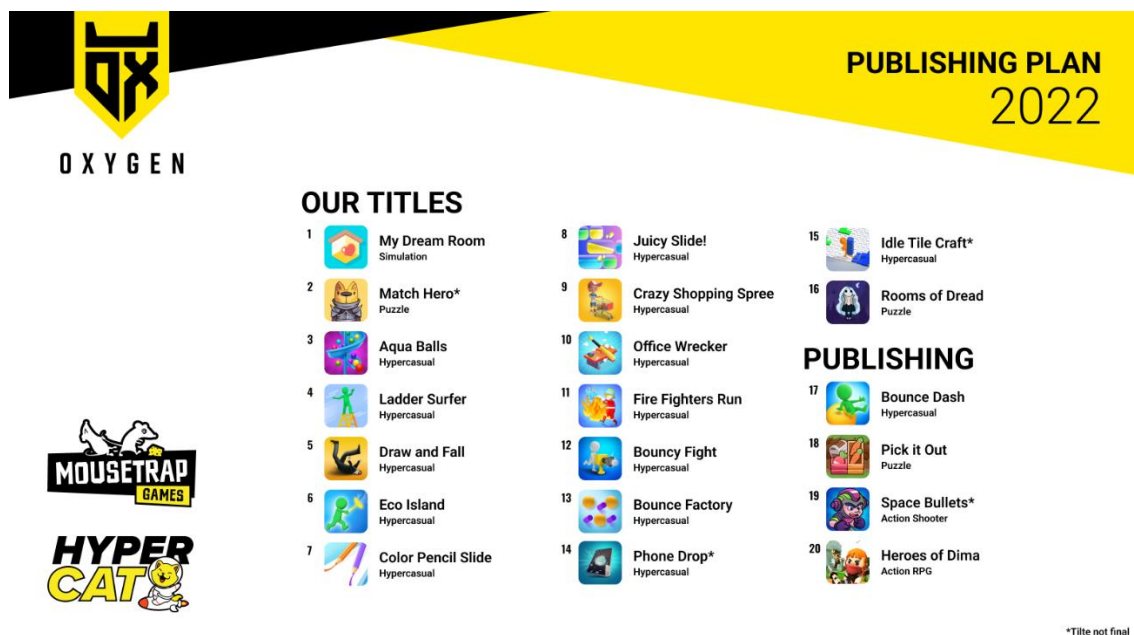 OX
OXYGEN
PUBLISHING PLAN
2022
OUR TITLES
1
My Dream Room
Simulation
2
Match Hero*
Puzzle
3
Aqua Balls
Hypercasual
4
Ladder Surfer
Hypercasual
5
Draw and Fall
Hypercasual
6
Eco Island
Hypercasual
7
Color Pencil Slide
Hypercasual
8
Juicy Slide!
Hypercasual
9
Crazy Shopping Spree
Hypercasual
10
Office Wrecker
Hypercasual
11
Fire Fighters Run
Hypercasual
12
Bouncy Fight
Hypercasual
13
Bounce Factory
Hypercasual
14
Phone Drop*
Hypercasual
15
Idle Tile Craft*
Hypercasual
16
Rooms of Dread
Puzzle
PUBLISHING
17
Bounce Dash
Hypercasual
18
Pick it Out
Puzzle
19
Space Bullets*
Action Shooter
20
Heroes of Dima
Action RPG
MOUSETRAP
GAMES
HYPER
CAT
*Tilte not final